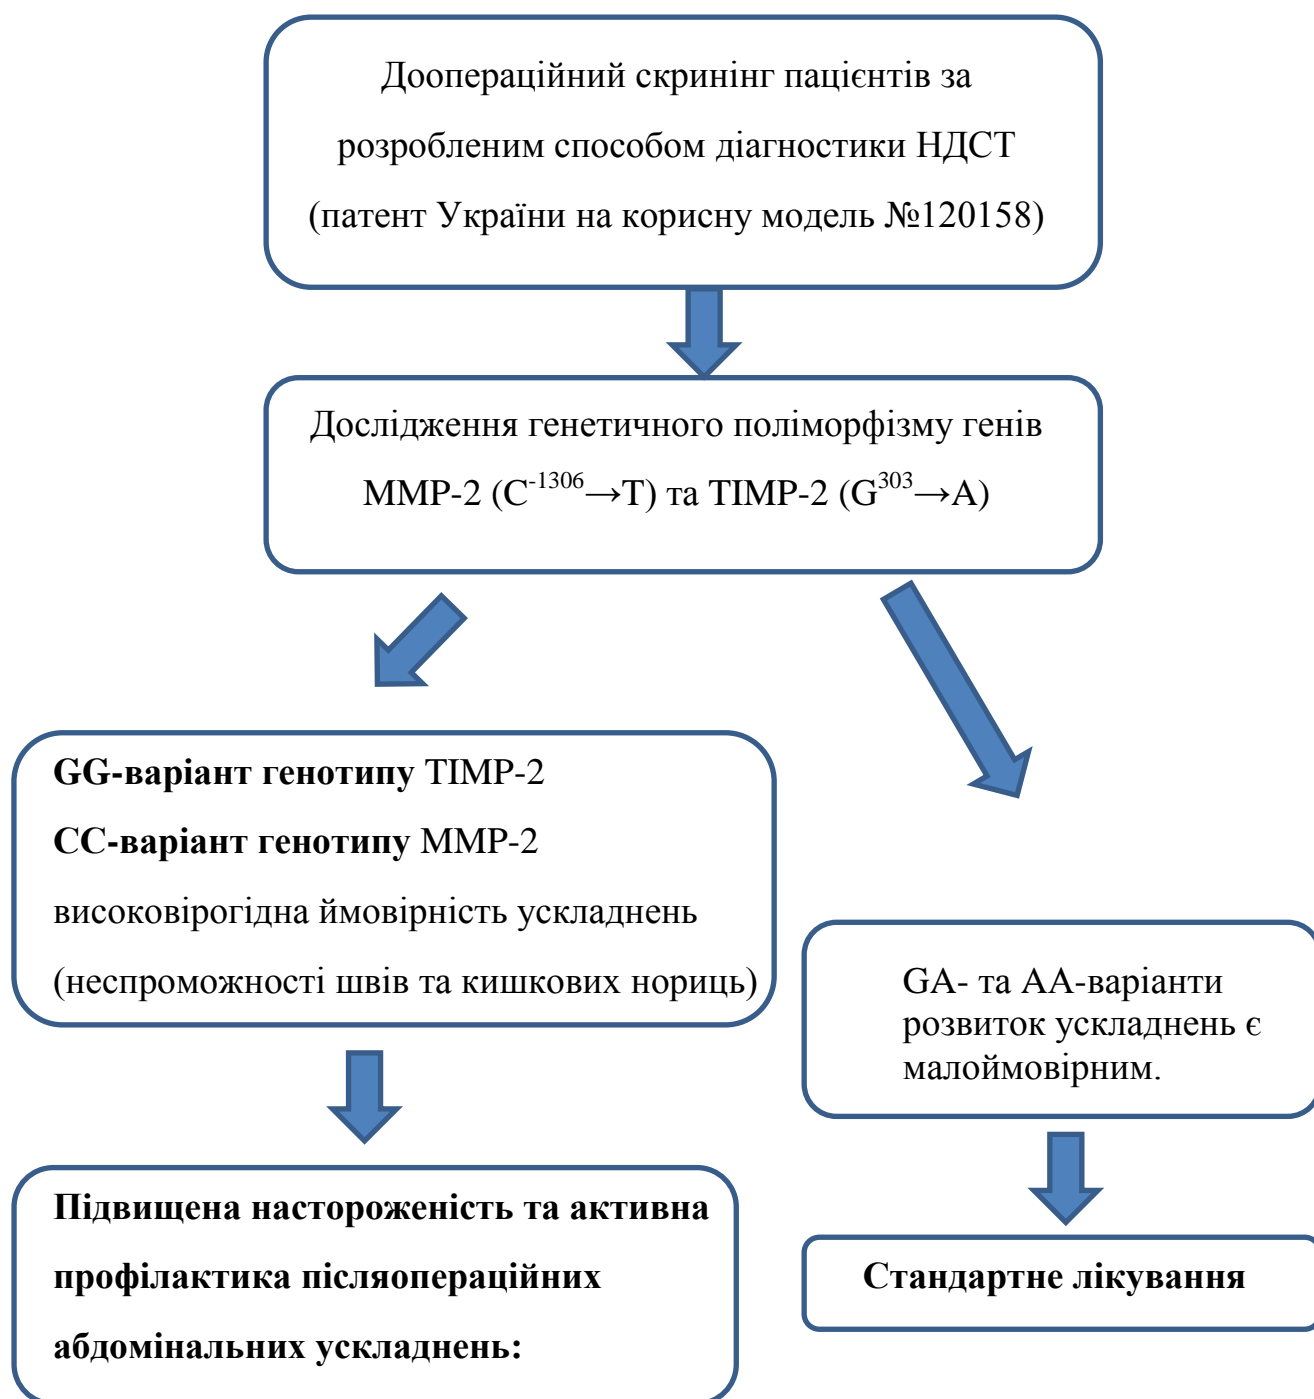 Доопераційний скринінг пацієнтів за
розробленим способом діагностики НДСТ
(патент України на корисну модель №120158)
Дослідження генетичного поліморфізму генів
MMP-2 (C⁻¹³⁰⁶→T) та TIMP-2 (G³⁰³→A)
GG-варіант генотипу TIMP-2
CC-варіант генотипу MMP-2
високовірогідна ймовірність ускладнень
(неспроможності швів та кишкових нориць)
GA- та AA-варіанти
розвиток ускладнень є
малоймовірним.
Підвищена настороженість та активна
профілактика післяопераційних
абдомінальних ускладнень:
Стандартне лікування